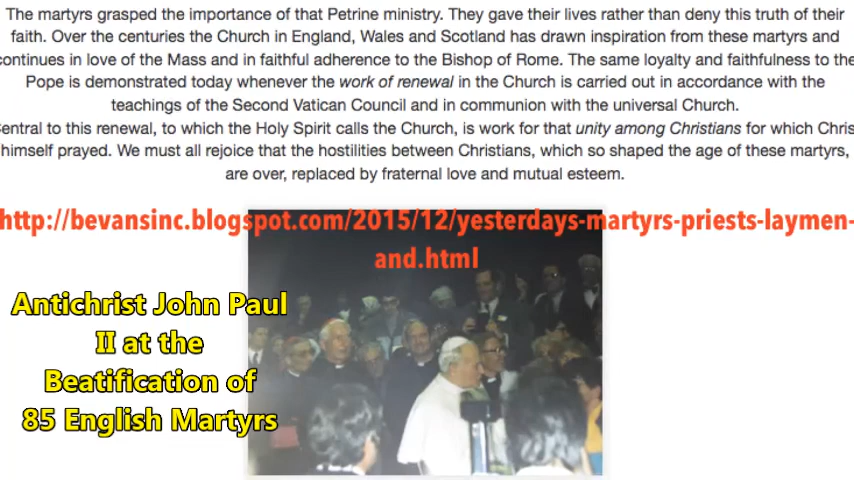 The martyrs grasped the importance of that Petrine ministry. They gave their lives rather than deny this truth of their
faith. Over the centuries the Church in England, Wales and Scotland has drawn inspiration from these martyrs and
continues in love of the Mass and in faithful adherence to the Bishop of Rome. The same loyalty and faithfulness to the
Pope is demonstrated today whenever the work of renewal in the Church is carried out in accordance with the
teachings of the Second Vatican Council and in communion with the universal Church.
Central to this renewal, to which the Holy Spirit calls the Church, is work for that unity among Christians for which Chris
himself prayed. We must all rejoice that the hostilities between Christians, which so shaped the age of these martyrs,
are over, replaced by fraternal love and mutual esteem.
http://bevansinc.blogspot.com/2015/12/yesterdays-martyrs-priests-laymen-
and.html
Antichrist John Paul
II at the
Beatification of
85 English Martyrs